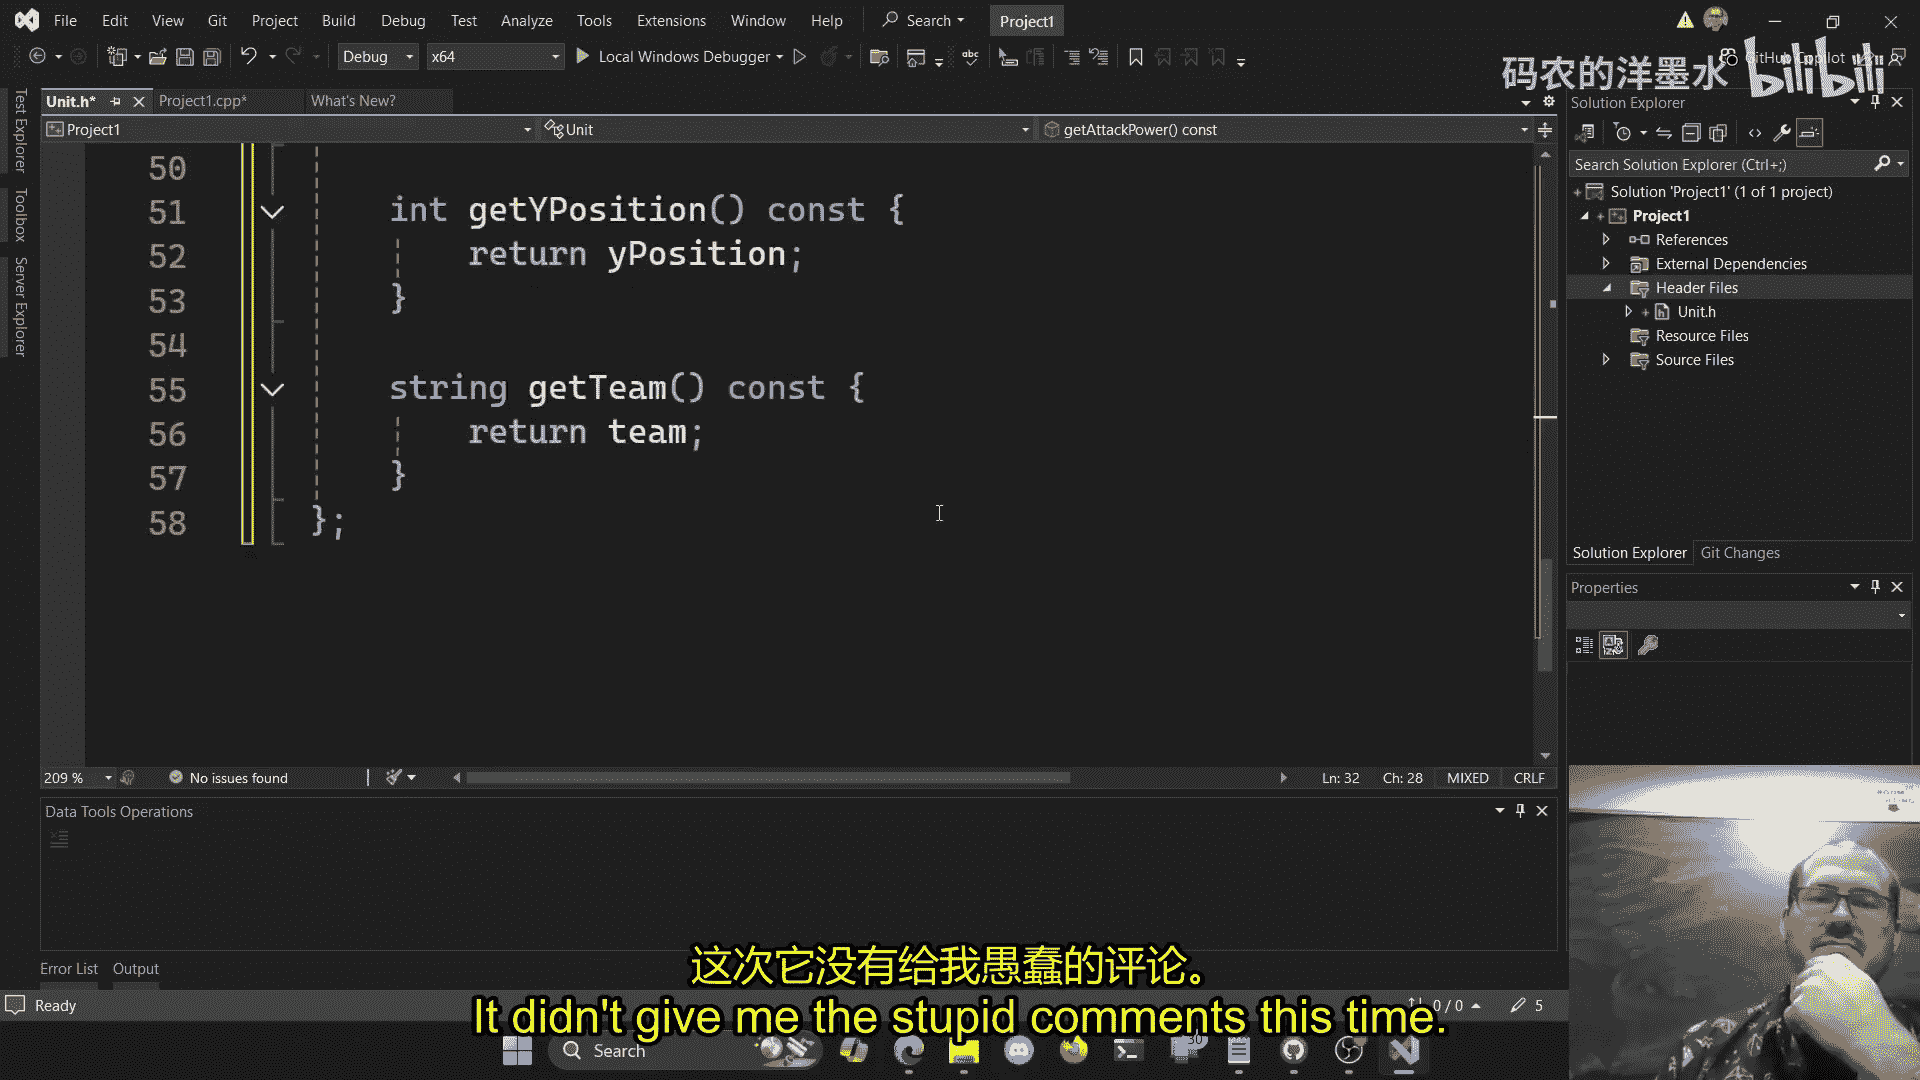 File Edit View Git Project Build Debug Test Analyze Tools Extensions Window Help Search Project1
Debug x64 Local Windows Debugger GitHub Copilot
码农的洋墨水 bilibili
Unit.h* Project1.cpp* What's New?
Project1 Unit getAttackPower() const
Test Explorer
Toolbox
Server Explorer
50
51 int getYPosition() const {
52 return yPosition;
53 }
54
55 string getTeam() const {
56 return team;
57 }
58 };
209 % No issues found Ln: 32 Ch: 28 MIXED CRLF
Data Tools Operations
Error List Output
Ready 0 / 0 5
Solution Explorer
Search Solution Explorer (Ctrl+;)
Solution 'Project1' (1 of 1 project)
Project1
References
External Dependencies
Header Files
Unit.h
Resource Files
Source Files
Solution Explorer Git Changes
Properties
这次它没有给我愚蠢的评论。
It didn't give me the stupid comments this time.
Search
30